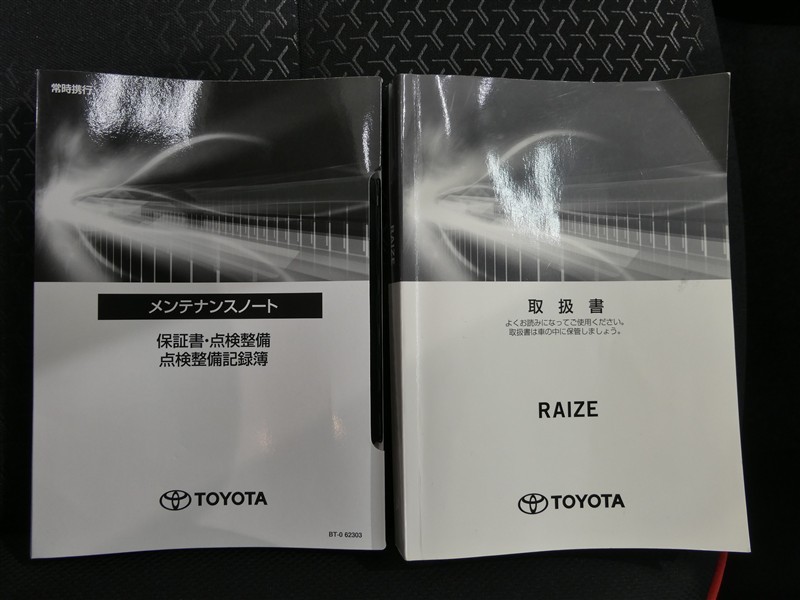 常時携行
メンテナンスノート
保証書・点検整備
点検整備記録簿
TOYOTA
BT-G 62303
RAIZE
取扱書
よくお読みになってご使用ください。
取扱書は車の中に保管しましょう。
RAIZE
TOYOTA